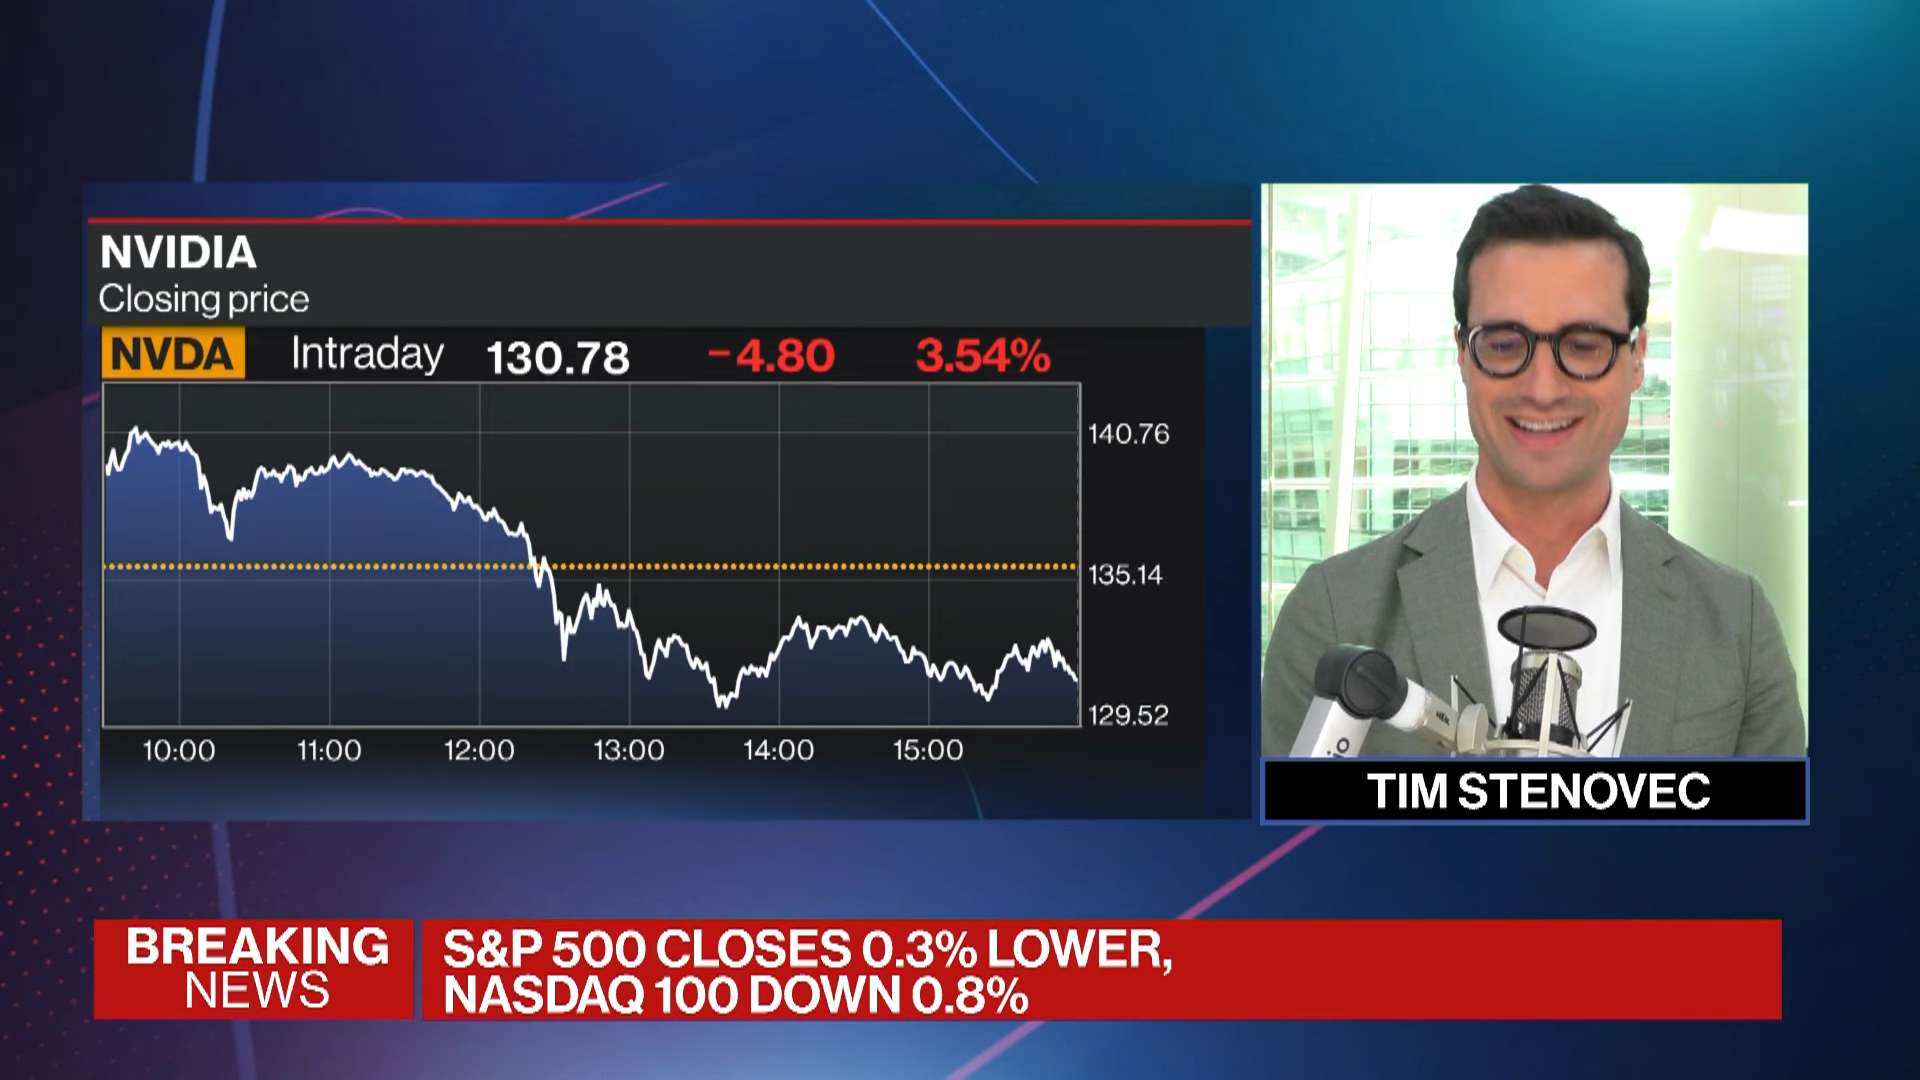 NVIDIA
Closing price
NVDA Intraday 130.78 -4.80 3.54%
140.76
135.14
129.52
10:00 11:00 12:00 13:00 14:00 15:00
TIM STENOVEC
BREAKING
NEWS
S&P 500 CLOSES 0.3% LOWER,
NASDAQ 100 DOWN 0.8%